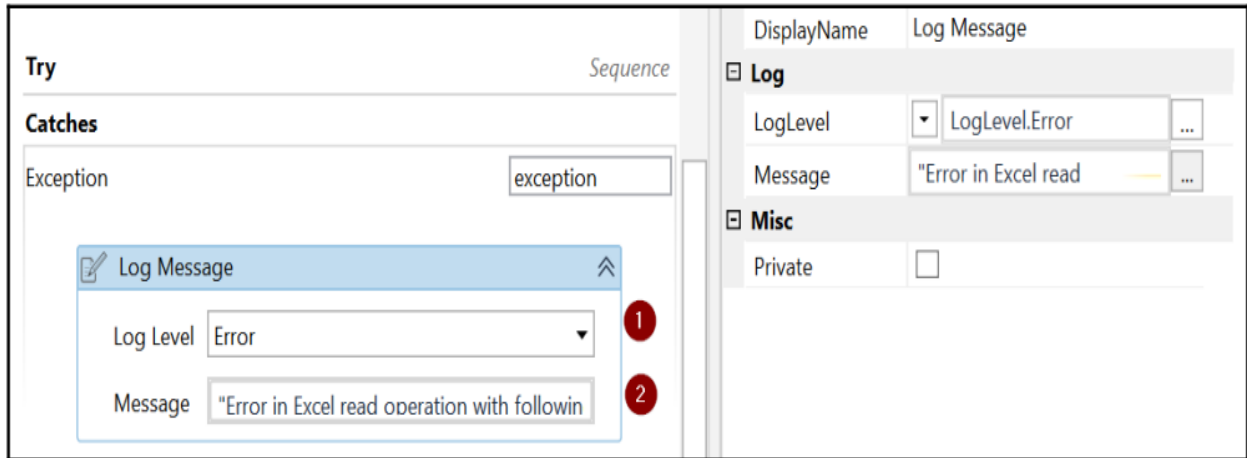 Try Sequence
Catches
Exception exception
Log Message
Log Level Error 1
Message "Error in Excel read operation with followin 2
DisplayName Log Message
Log
LogLevel LogLevel.Error ...
Message "Error in Excel read ...
Misc
Private